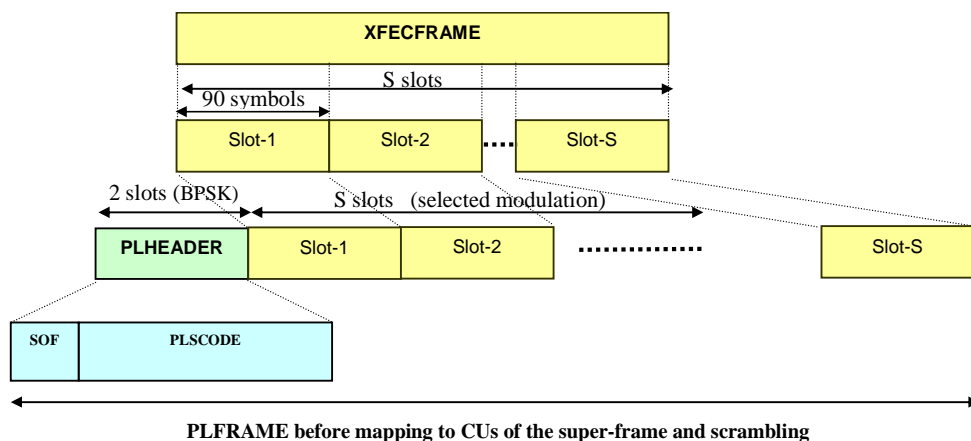 XFECFRAME
S slots
90 symbols
Slot-1 Slot-2 Slot-S
2 slots (BPSK) S slots (selected modulation)
PLHEADER Slot-1 Slot-2 Slot-S
SOF PLSCODE
PLFRAME before mapping to CUs of the super-frame and scrambling